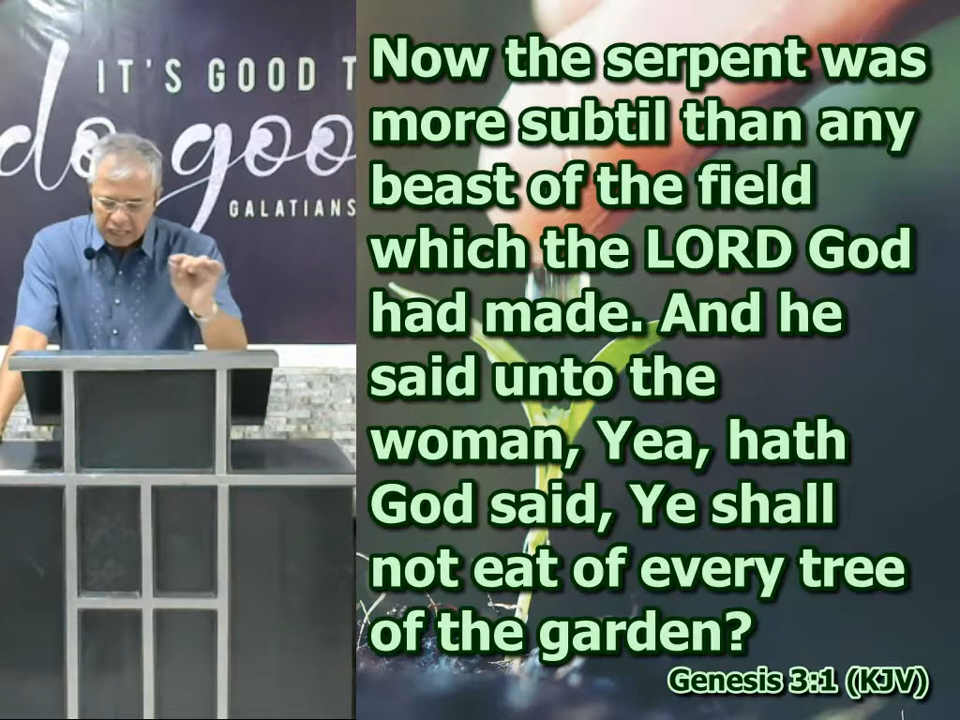 IT'S GOOD T
do goo
GALATIANS
Now the serpent was
more subtil than any
beast of the field
which the LORD God
had made. And he
said unto the
woman, Yea, hath
God said, Ye shall
not eat of every tree
of the garden?
Genesis 3:1 (KJV)